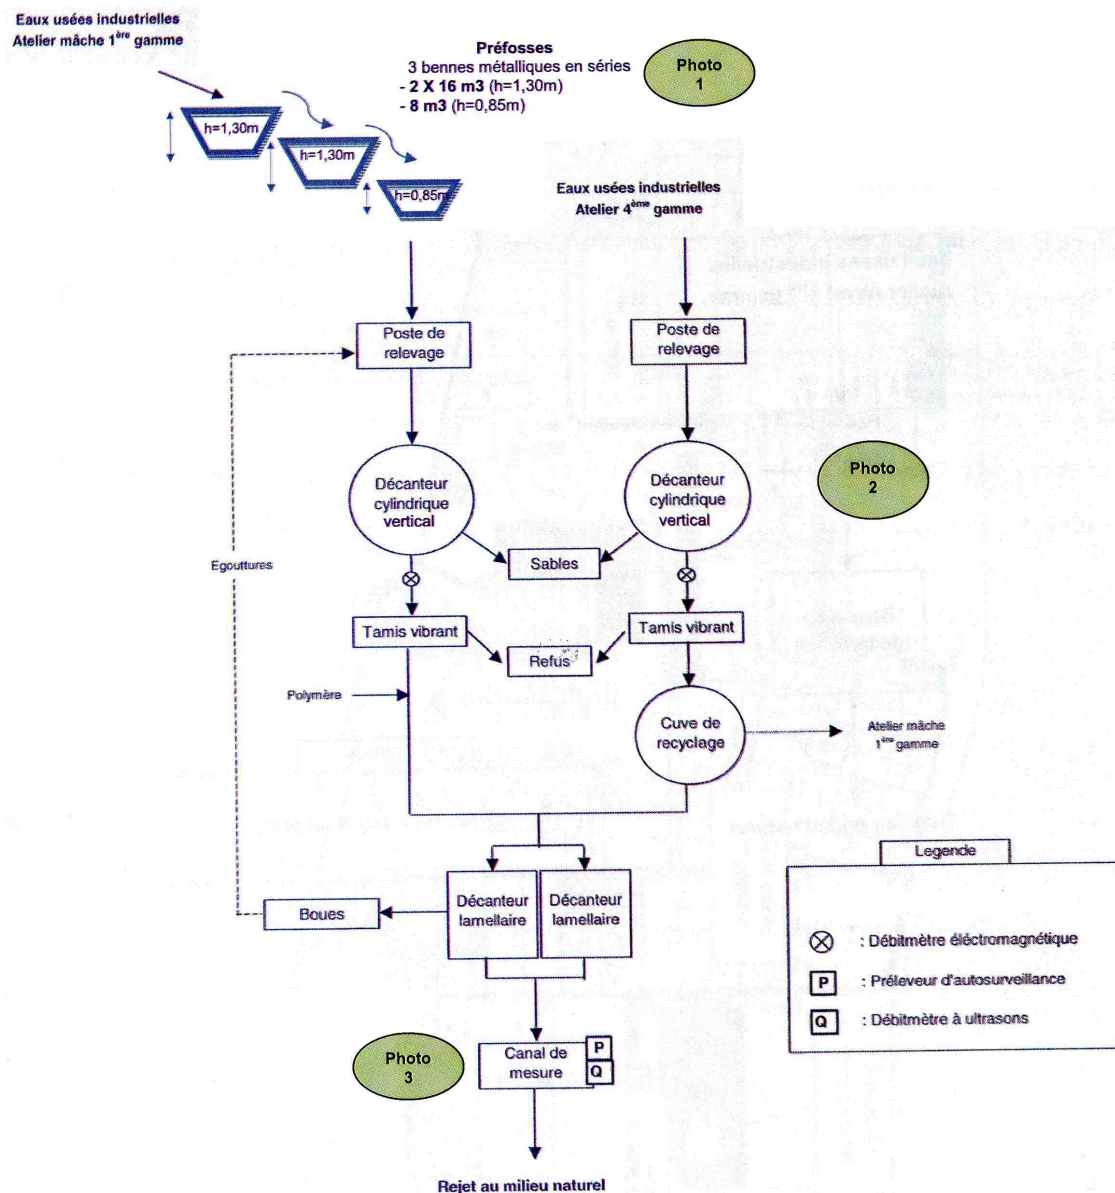 Eaux usées industrielles
Atelier mâche 1ère gamme
Préfosses
3 bennes métalliques en séries
- 2 X 16 m3 (h=1,30m)
- 8 m3 (h=0,85m)
Photo
1
h=1,30m
h=1,30m
h=0,85m
Eaux usées industrielles
Atelier 4ème gamme
Poste de
relevage
Poste de
relevage
Décanteur
cylindrique
vertical
Décanteur
cylindrique
vertical
Photo
2
Egouttures
Sables
Tamis vibrant
Tamis vibrant
Refus
Polymère
Cuve de
recyclage
Atelier mâche
1ère gamme
Legende
Boues
Décanteur
lamellaire
Décanteur
lamellaire
: Débitmètre éléctromagnétique
P : Préleveur d'autosurveillance
Q : Débitmètre à ultrasons
Photo
3
Canal de
mesure
P
Q
Rejet au milieu naturel